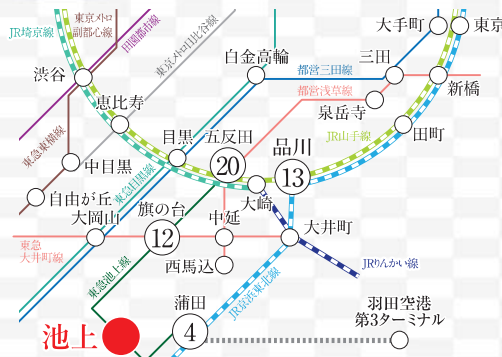 東京メトロ
副都心線
JR埼京線
田園都市線
東京メトロ日比谷線
大手町
東京
渋谷
白金高輪
三田
都営三田線
都営浅草線
新橋
恵比寿
泉岳寺
目黒
五反田
品川
JR山手線
田町
東急東横線
中目黒
20
13
東急目黒線
自由が丘
大崎
大岡山
旗の台
中延
大井町
12
東急
大井町線
西馬込
JRりんかい線
東急池上線
JR京浜東北線
蒲田
羽田空港
第3ターミナル
池上
4